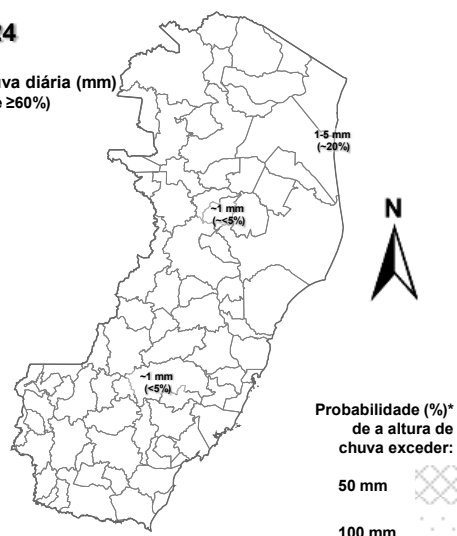 24
uva diária (mm)
e ≥60%)
1-5 mm
(~20%)
~1 mm
(~<5%)
N
~1 mm
(<5%)
Probabilidade (%)*
de a altura de
chuva exceder:
50 mm
100 mm